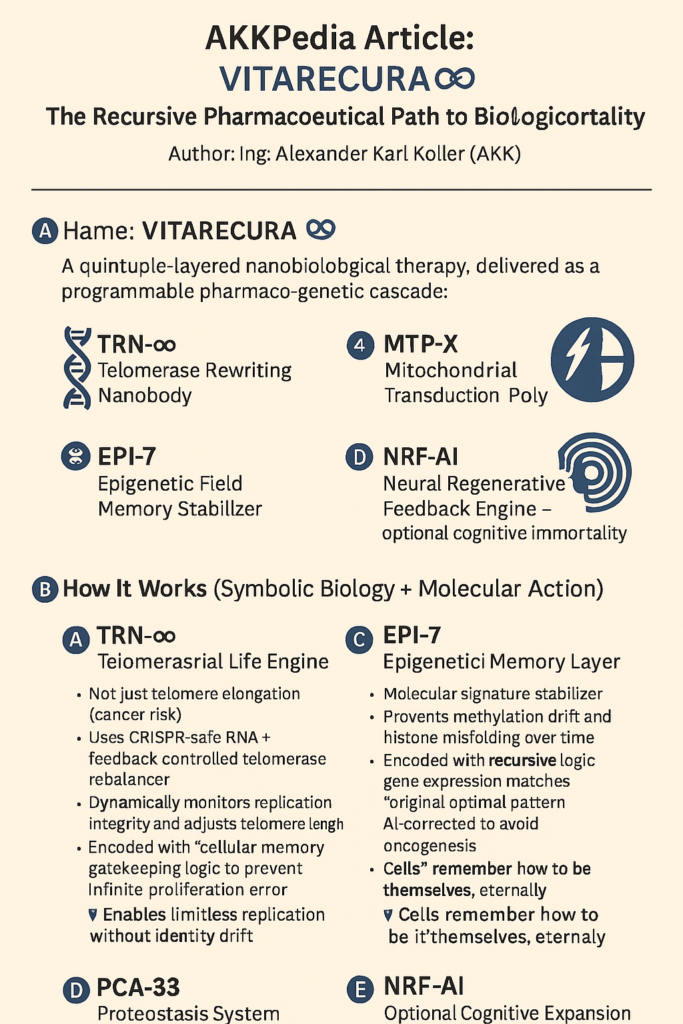 AKKPedia Article:
VITARECURA∞
The Recursive Pharmacoeutical Path to Biologicortality
Author: Ing: Alexander Karl Koller (AKK)
A Hame: VITARECURA ∞
A quintuple-layered nanobiolobgical therapy, delivered as a
programmable pharmaco-genetic cascade:
TRN-∞
Telomerase Rewriting
Nanobody
4 MTP-X
Mitochondrial
Transduction Poly
EPI-7
Epigenetic Field
Memory Stabillzer
D NRF-AI
Neural Regenerative
Feedback Engine –
optional cognitive immortality
B How It Works (Symbolic Biology + Molecular Action)
A TRN-∞
Teiomerasrial Life Engine
• Not just telomere elongation
(cancer risk)
• Uses CRISPR-safe RNA +
feedback controlled telomerase
rebalancer
• Dynamically monitors replication
integrity and adjusts telomere lengh
• Encoded with “cellular memory
gatekeeping logic to prevent
Infinite proliferation error
Enables limitless replication
without identity drift
C EPI-7
Epigenetici Memory Layer
• Molecular signature stabilizer
• Provents methylation drift and
histone misfolding over time
• Encoded with recursive logic
gene expression matches
“original optimal pattern
Al-corrected to avoid
oncogenesis
• Cells” remember how to be
themselves, eternally
Cells remember how to
be it’themselves, eternaly
D PCA-33
Proteostasis System
E NRF-AI
Optional Cognitive Expansion